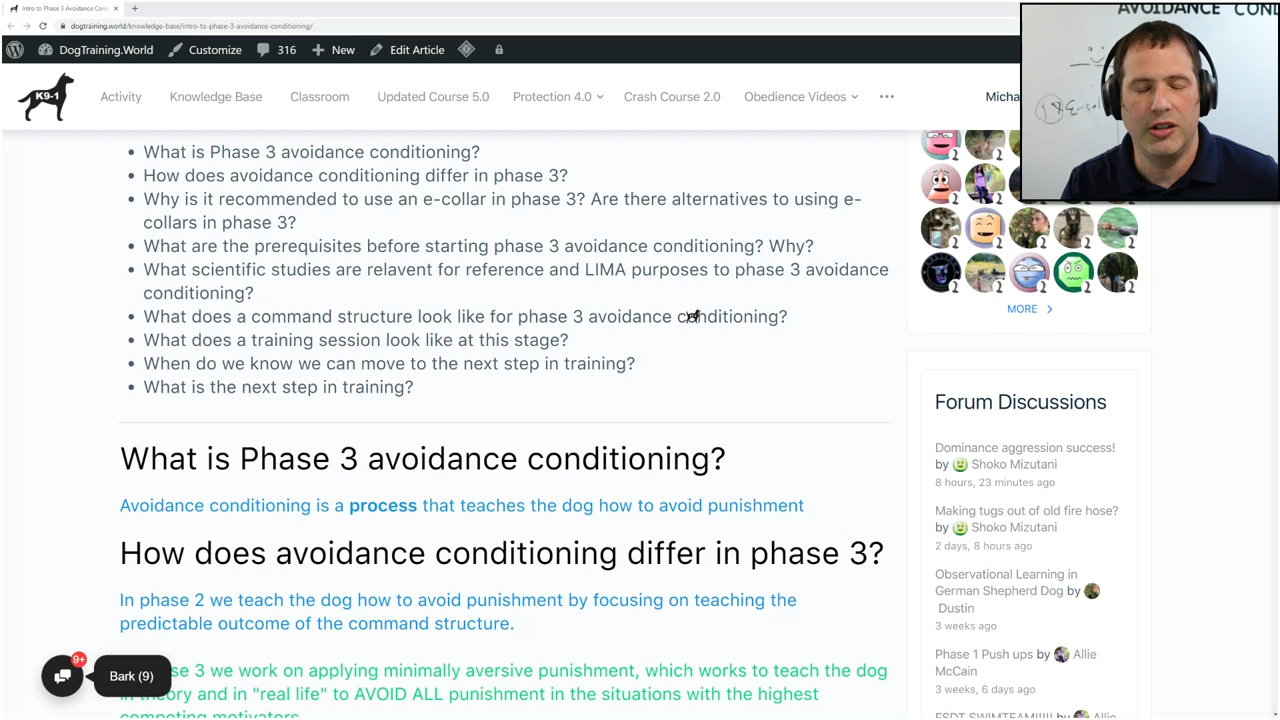 Intro to Phase 3 Avoidance Cond
dogtraining.world/knowledge-base/intro-to-phase-3-avoidance-conditioning/
DogTraining.World
Customize
316
New
Edit Article
K9-1
Activity
Knowledge Base
Classroom
Updated Course 5.0
Protection 4.0
Crash Course 2.0
Obedience Videos
Micha
AVOIDANCE COND
What is Phase 3 avoidance conditioning?
How does avoidance conditioning differ in phase 3?
Why is it recommended to use an e-collar in phase 3? Are there alternatives to using e-
collars in phase 3?
What are the prerequisites before starting phase 3 avoidance conditioning? Why?
What scientific studies are relavent for reference and LIMA purposes to phase 3 avoidance
conditioning?
What does a command structure look like for phase 3 avoidance conditioning?
What does a training session look like at this stage?
When do we know we can move to the next step in training?
What is the next step in training?
What is Phase 3 avoidance conditioning?
Avoidance conditioning is a process that teaches the dog how to avoid punishment
How does avoidance conditioning differ in phase 3?
In phase 2 we teach the dog how to avoid punishment by focusing on teaching the
predictable outcome of the command structure.
se 3 we work on applying minimally aversive punishment, which works to teach the dog
in theory and in "real life" to AVOID ALL punishment in the situations with the highest
competing motivators
9+
Bark (9)
MORE
Forum Discussions
Dominance aggression success!
by Shoko Mizutani
8 hours, 23 minutes ago
Making tugs out of old fire hose?
by Shoko Mizutani
2 days, 8 hours ago
Observational Learning in
German Shepherd Dog by
Dustin
3 weeks ago
Phase 1 Push ups by Allie
McCain
3 weeks, 6 days ago
ESDT SWIMTEAM!!!!! by Allie